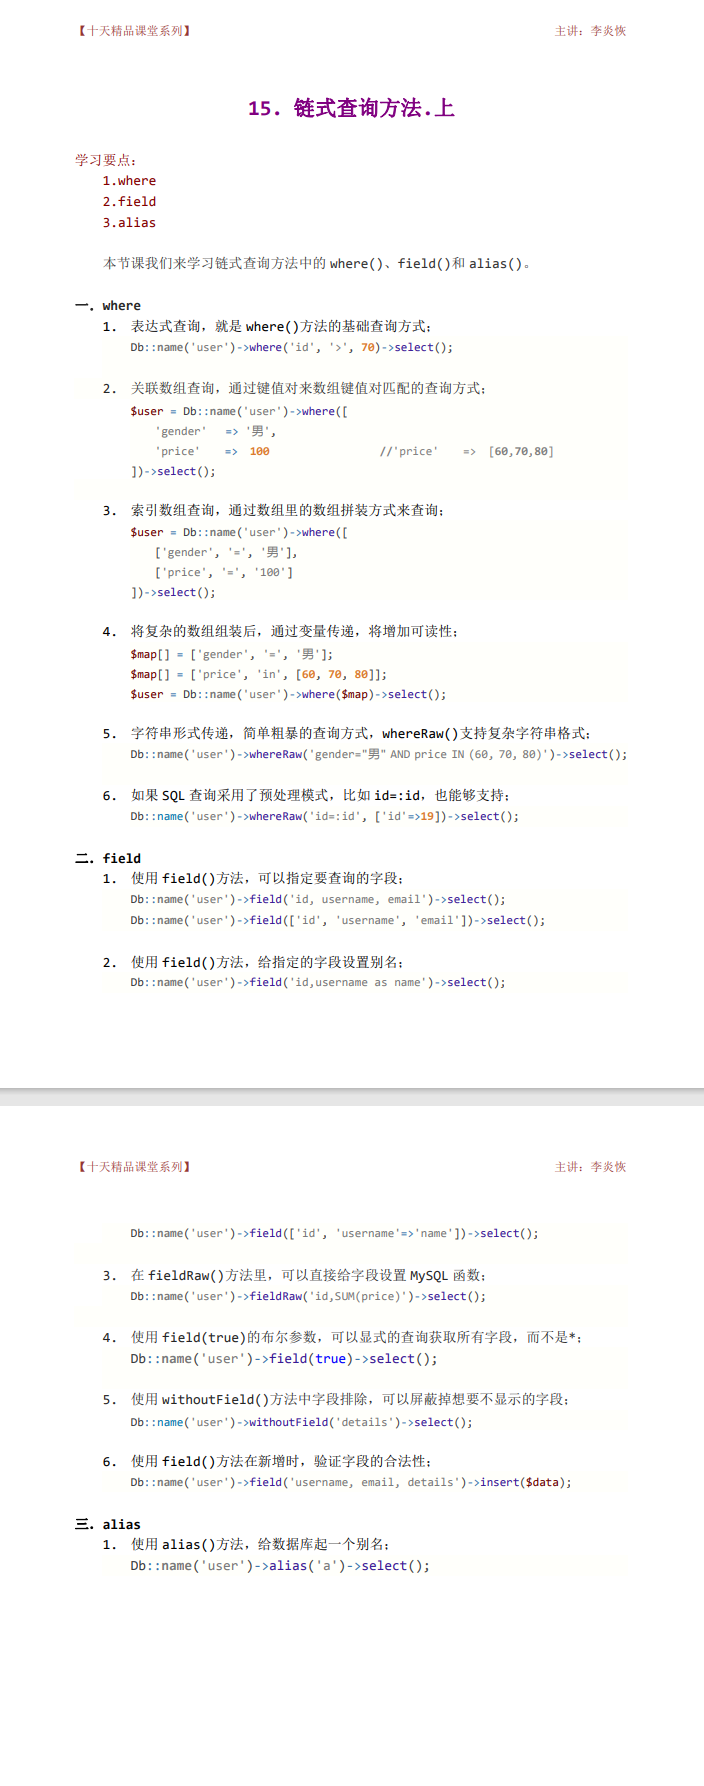 【十天精品课堂系列】 主讲：李炎恢
15. 链式查询方法.上
学习要点：
1.where
2.field
3.alias
本节课我们来学习链式查询方法中的 where()、field()和 alias()。
一．where
1. 表达式查询，就是 where()方法的基础查询方式；
Db::name('user')->where('id', '>', 70)->select();
2. 关联数组查询，通过键值对来数组键值对匹配的查询方式；
$user = Db::name('user')->where([
'gender' => '男',
'price' => 100 //'price' => [60,70,80]
])->select();
3. 索引数组查询，通过数组里的数组拼装方式来查询；
$user = Db::name('user')->where([
['gender', '=', '男'],
['price', '=', '100']
])->select();
4. 将复杂的数组组装后，通过变量传递，将增加可读性；
$map[] = ['gender', '=', '男'];
$map[] = ['price', 'in', [60, 70, 80]];
$user = Db::name('user')->where($map)->select();
5. 字符串形式传递，简单粗暴的查询方式，whereRaw()支持复杂字符串格式；
Db::name('user')->whereRaw('gender="男" AND price IN (60, 70, 80)')->select();
6. 如果 SQL 查询采用了预处理模式，比如 id=:id，也能够支持；
Db::name('user')->whereRaw('id=:id', ['id'=>19])->select();
二．field
1. 使用 field()方法，可以指定要查询的字段；
Db::name('user')->field('id, username, email')->select();
Db::name('user')->field(['id', 'username', 'email'])->select();
2. 使用 field()方法，给指定的字段设置别名；
Db::name('user')->field('id,username as name')->select();
【十天精品课堂系列】 主讲：李炎恢
Db::name('user')->field(['id', 'username'=>'name'])->select();
3. 在 fieldRaw()方法里，可以直接给字段设置 MySQL 函数；
Db::name('user')->fieldRaw('id,SUM(price)')->select();
4. 使用 field(true)的布尔参数，可以显式的查询获取所有字段，而不是*；
Db::name('user')->field(true)->select();
5. 使用 withoutField()方法中字段排除，可以屏蔽掉想要不显示的字段；
Db::name('user')->withoutField('details')->select();
6. 使用 field()方法在新增时，验证字段的合法性；
Db::name('user')->field('username, email, details')->insert($data);
三．alias
1. 使用 alias()方法，给数据库起一个别名；
Db::name('user')->alias('a')->select();